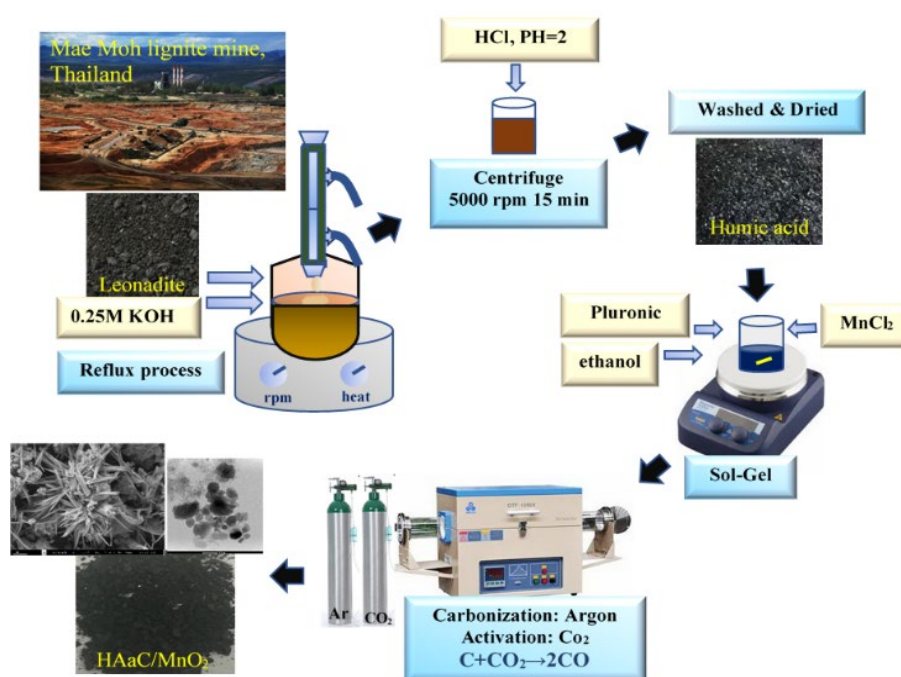 Mae Moh lignite mine,
Thailand
Leonadite
0.25M KOH
Reflux process
rpm
heat
HCl, PH=2
Centrifuge
5000 rpm 15 min
Washed & Dried
Humic acid
Pluronic
ethanol
MnCl₂
Sol-Gel
Ar
CO₂
Carbonization: Argon
Activation: Co₂
C+CO₂→2CO
HAaC/MnO₂